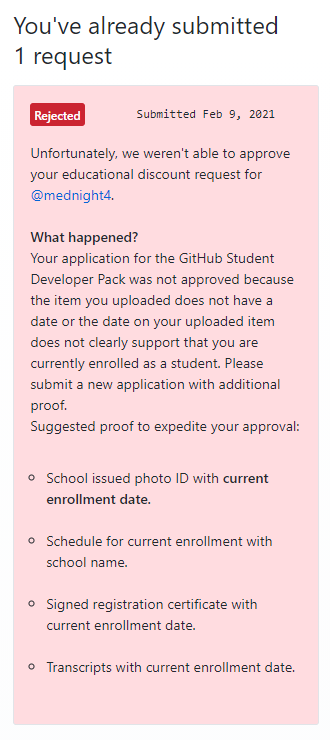 You've already submitted
1 request
Rejected Submitted Feb 9, 2021
Unfortunately, we weren't able to approve
your educational discount request for
@mednight4.
What happened?
Your application for the GitHub Student
Developer Pack was not approved because
the item you uploaded does not have a
date or the date on your uploaded item
does not clearly support that you are
currently enrolled as a student. Please
submit a new application with additional
proof.
Suggested proof to expedite your approval:
School issued photo ID with current
enrollment date.
Schedule for current enrollment with
school name.
Signed registration certificate with
current enrollment date.
Transcripts with current enrollment date.